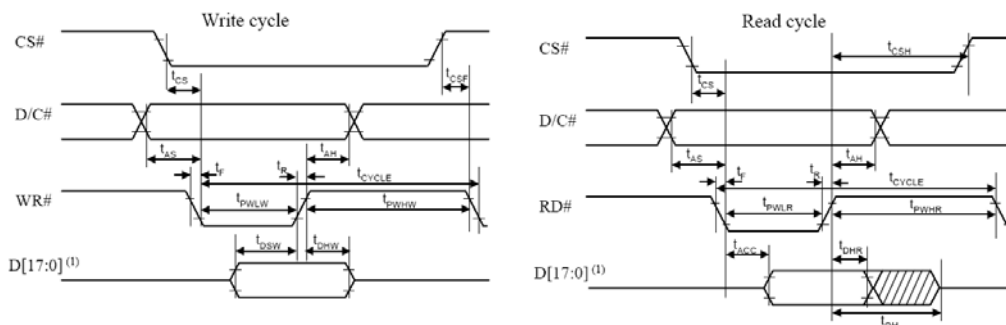 Write cycle
CS#
tCS
tCSF
D/C#
tAS
tF
tR
tAH
tCYCLE
WR#
tPWLW
tPWHW
tDSW
tDHW
D[17:0] (1)
Read cycle
CS#
tCSH
tCS
D/C#
tAS
tF
tR
tAH
tCYCLE
RD#
tPWLR
tPWHR
tACC
tDHR
D[17:0] (1)